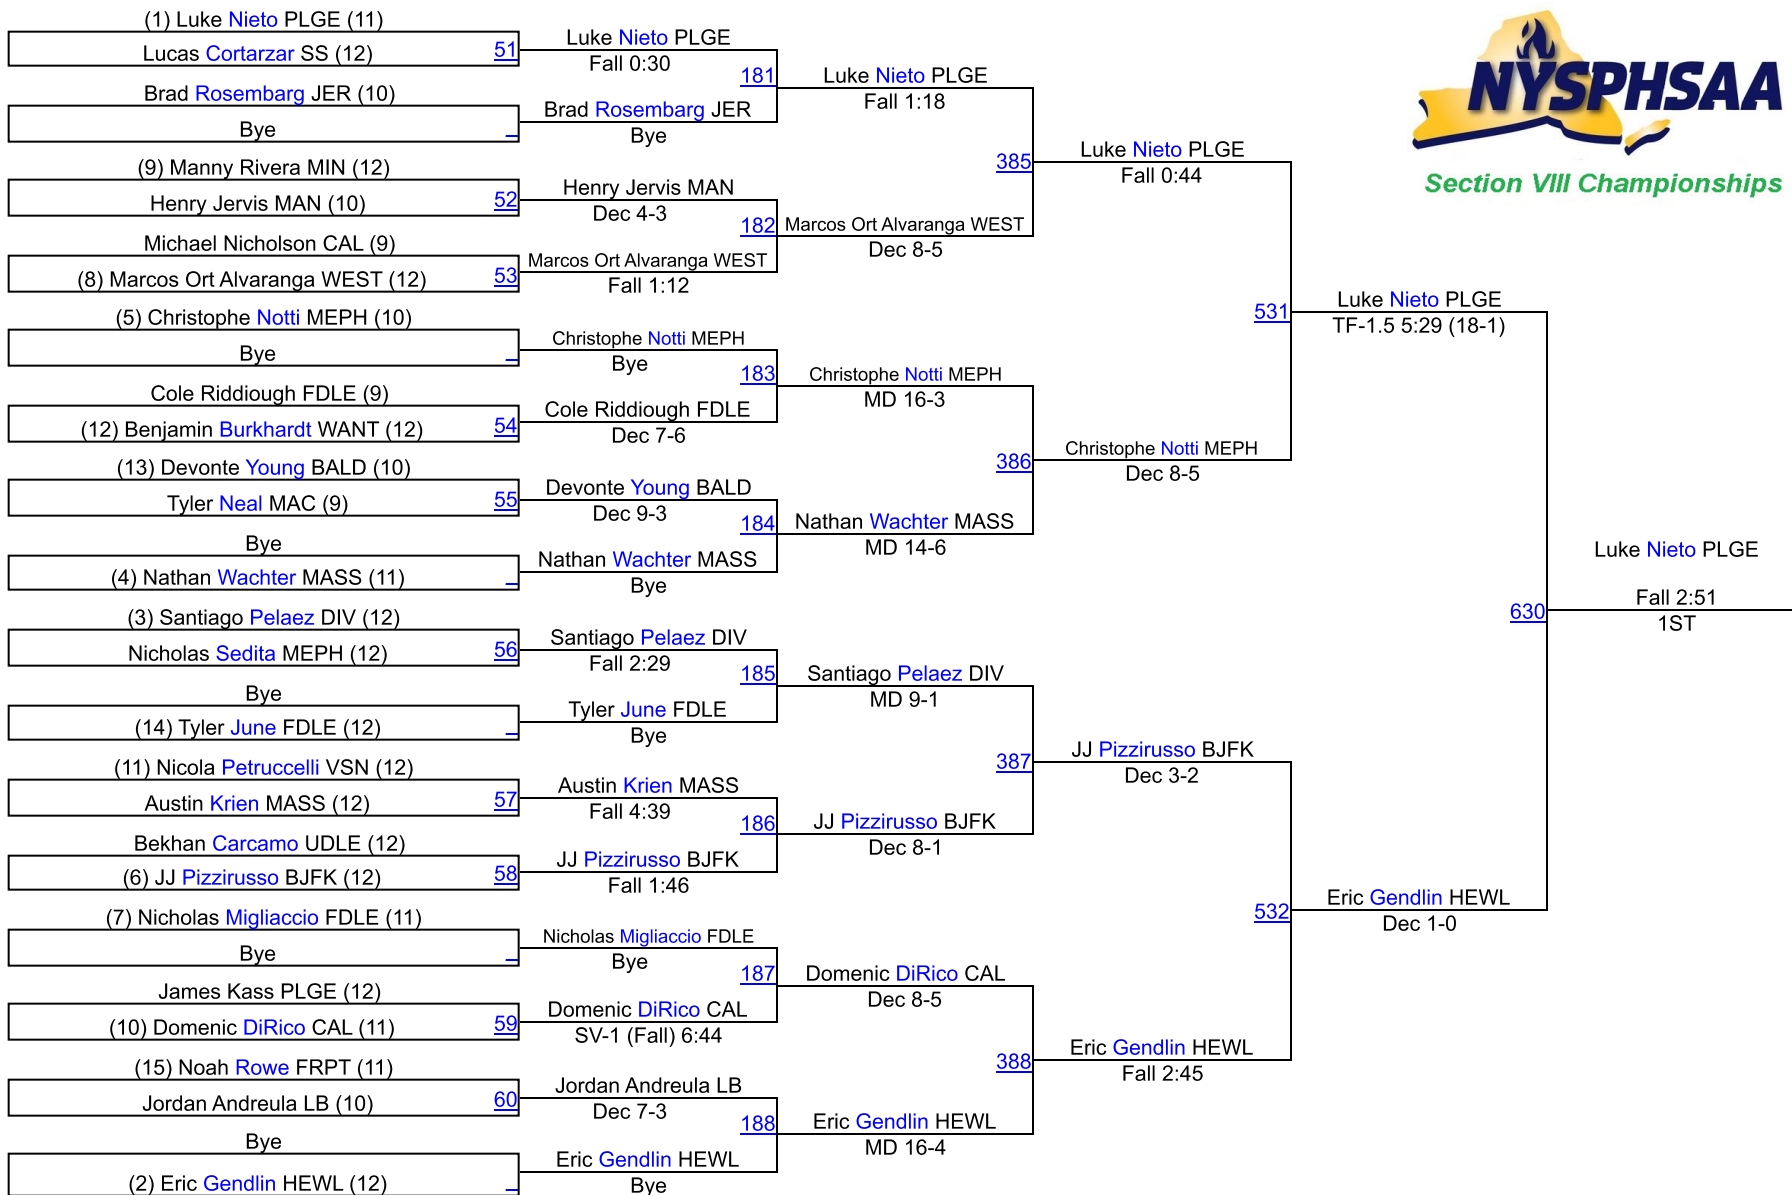 (1) Luke Nieto PLGE (11)
Lucas Cortarzar SS (12)
51
Brad Rosembarg JER (10)
Bye
(9) Manny Rivera MIN (12)
Henry Jervis MAN (10)
52
Michael Nicholson CAL (9)
(8) Marcos Ort Alvaranga WEST (12)
53
(5) Christophe Notti MEPH (10)
Bye
Cole Riddiough FDLE (9)
(12) Benjamin Burkhardt WANT (12)
54
(13) Devonte Young BALD (10)
Tyler Neal MAC (9)
55
Bye
(4) Nathan Wachter MASS (11)
(3) Santiago Pelaez DIV (12)
Nicholas Sedita MEPH (12)
56
Bye
(14) Tyler June FDLE (12)
(11) Nicola Petruccelli VSN (12)
Austin Krien MASS (12)
57
Bekhan Carcamo UDLE (12)
(6) JJ Pizzirusso BJFK (12)
58
(7) Nicholas Migliaccio FDLE (11)
Bye
James Kass PLGE (12)
(10) Domenic DiRico CAL (11)
59
(15) Noah Rowe FRPT (11)
Jordan Andreula LB (10)
60
Bye
(2) Eric Gendlin HEWL (12)
Luke Nieto PLGE
Fall 0:30
181
Brad Rosembarg JER
Bye
Henry Jervis MAN
Dec 4-3
182
Marcos Ort Alvaranga WEST
Fall 1:12
Christophe Notti MEPH
Bye
183
Cole Riddiough FDLE
Dec 7-6
Devonte Young BALD
Dec 9-3
184
Nathan Wachter MASS
Bye
Santiago Pelaez DIV
Fall 2:29
185
Tyler June FDLE
Bye
Austin Krien MASS
Fall 4:39
186
JJ Pizzirusso BJFK
Fall 1:46
Nicholas Migliaccio FDLE
Bye
187
Domenic DiRico CAL
SV-1 (Fall) 6:44
Jordan Andreula LB
Dec 7-3
188
Eric Gendlin HEWL
Bye
Luke Nieto PLGE
Fall 1:18
385
Marcos Ort Alvaranga WEST
Dec 8-5
Christophe Notti MEPH
MD 16-3
386
Nathan Wachter MASS
MD 14-6
Santiago Pelaez DIV
MD 9-1
387
JJ Pizzirusso BJFK
Dec 8-1
Domenic DiRico CAL
Dec 8-5
388
Eric Gendlin HEWL
MD 16-4
Luke Nieto PLGE
Fall 0:44
531
Christophe Notti MEPH
Dec 8-5
JJ Pizzirusso BJFK
Dec 3-2
532
Eric Gendlin HEWL
Fall 2:45
Luke Nieto PLGE
TF-1.5 5:29 (18-1)
630
Eric Gendlin HEWL
Dec 1-0
Luke Nieto PLGE
Fall 2:51
1ST
NYSPHSAA
Section VIII Championships